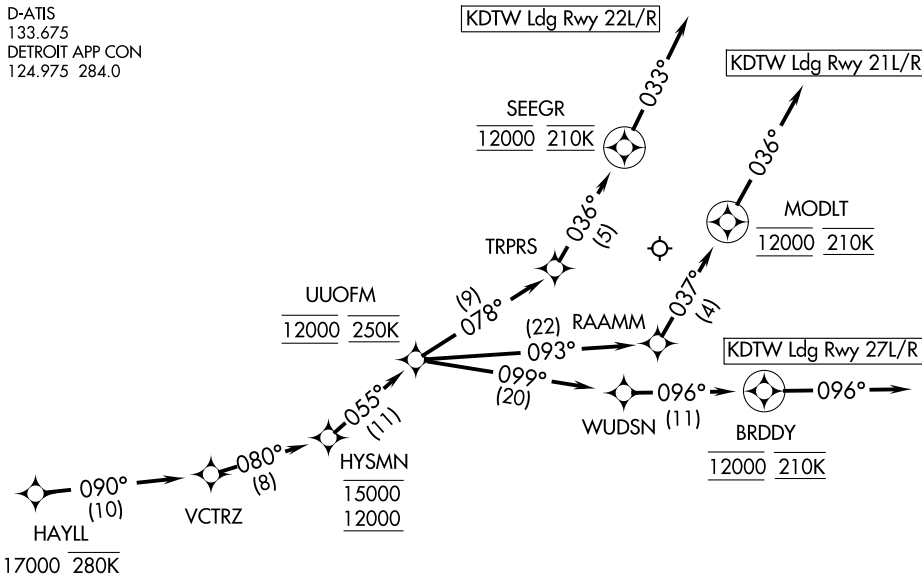 D-ATIS
133.675
DETROIT APP CON
124.975 284.0
KDTW Ldg Rwy 22L/R
KDTW Ldg Rwy 21L/R
033°
SEEGR
12000 210K
036°
MODLT
12000 210K
036°
(5)
TRPRS
037°
(4)
UUOFM
12000 250K
(9)
078°
(22)
093°
RAAMM
KDTW Ldg Rwy 27L/R
099°
(20)
096°
(11)
096°
WUDSN
BRDDY
12000 210K
055°
(11)
HYSMN
15000
12000
080°
(8)
VCTRZ
090°
(10)
HAYLL
17000 280K